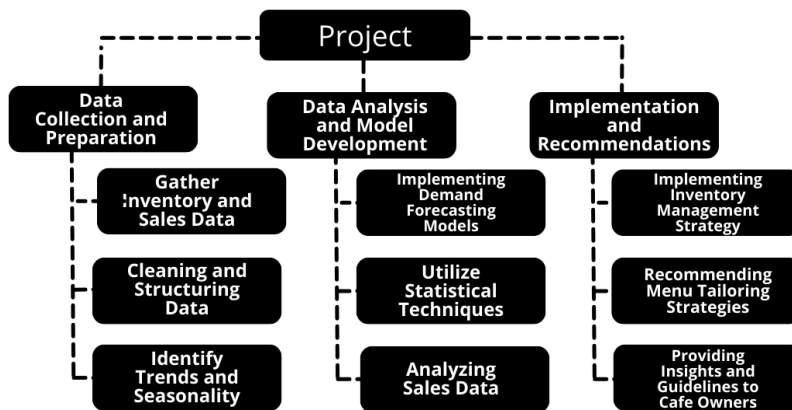 Project
Data
Collection and
Preparation
Gather
Inventory and
Sales Data
Cleaning and
Structuring
Data
Identify
Trends and
Seasonality
Data Analysis
and Model
Development
Implementing
Demand
Forecasting
Models
Utilize
Statistical
Techniques
Analyzing
Sales Data
Implementation
and
Recommendations
Implementing
Inventory
Management
Strategy
Recommending
Menu Tailoring
Strategies
Providing
Insights and
Guidelines to
Cafe Owners